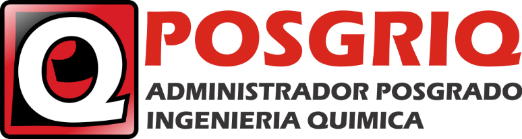 Q POSGRIQ
ADMINISTRADOR POSGRADO
INGENIERIA QUIMICA